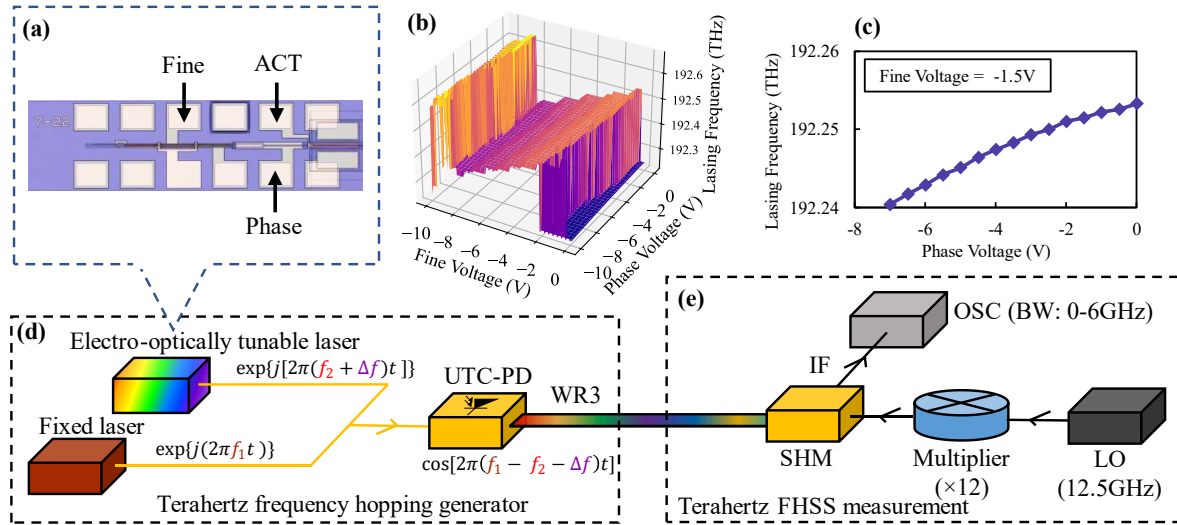 (a)
Fine
ACT
7-22
Phase
(b)
Lasing Frequency (THz)
192.6
192.5
192.4
192.3
−10
−8
−6
−4
−2
0
Fine Voltage (V)
0
−2
−4
−6
−8
−10
Phase Voltage (V)
(c)
Lasing Frequency (THz)
192.26
192.25
192.24
Fine Voltage = -1.5V
-8
-6
-4
-2
0
Phase Voltage (V)
(d)
Electro-optically tunable laser
exp{j[2π(f₂ + Δf)t ]}
Fixed laser
exp{j(2πf₁t )}
UTC-PD
cos[2π(f₁ − f₂ − Δf)t]
WR3
Terahertz frequency hopping generator
(e)
OSC (BW: 0-6GHz)
IF
SHM
Multiplier
(×12)
LO
(12.5GHz)
Terahertz FHSS measurement